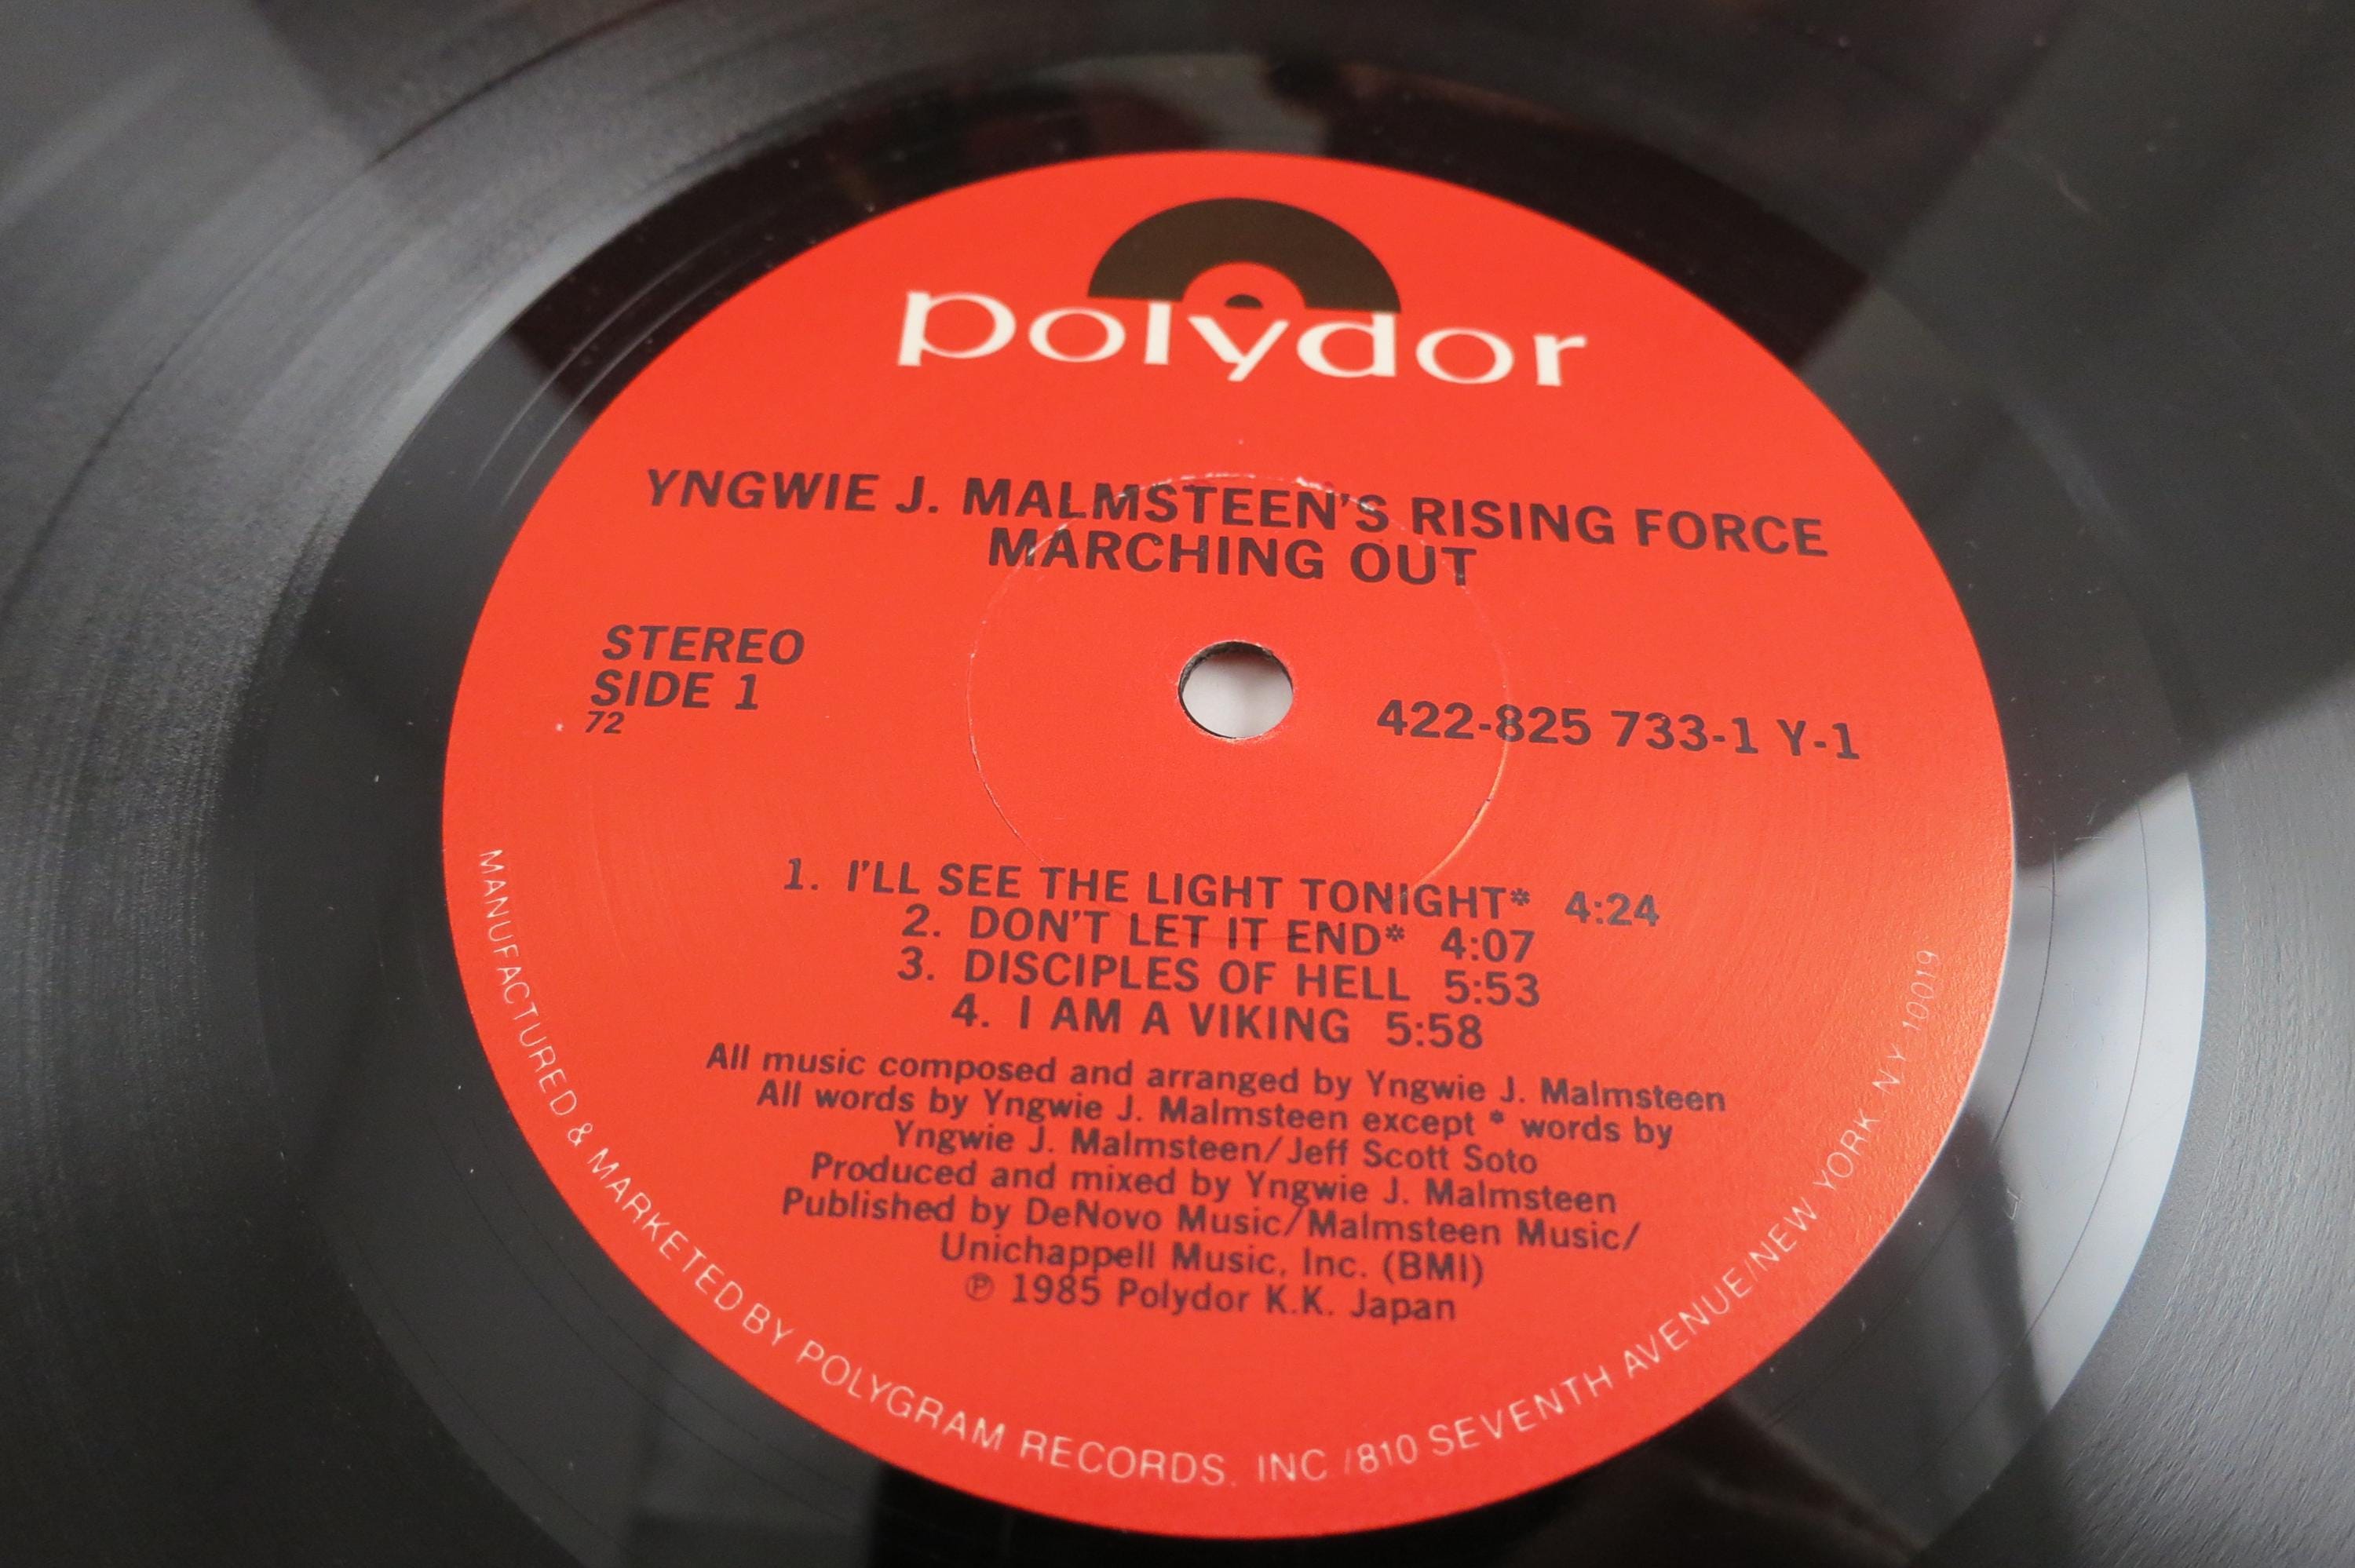 polydor
YNGWIE J. MALMSTEEN'S RISING FORCE
MARCHING OUT
STEREO
SIDE 1
72
422-825 733-1 Y-1
1. I'LL SEE THE LIGHT TONIGHT* 4:24
2. DON'T LET IT END* 4:07
3. DISCIPLES OF HELL 5:53
4. I AM A VIKING 5:58
All music composed and arranged by Yngwie J. Malmsteen
All words by Yngwie J. Malmsteen except * words by
Yngwie J. Malmsteen/Jeff Scott Soto
Produced and mixed by Yngwie J. Malmsteen
Published by DeNovo Music/Malmsteen Music/
Unichappell Music, Inc. (BMI)
℗ 1985 Polydor K.K. Japan
MANUFACTURED & MARKETED BY POLYGRAM RECORDS, INC /810 SEVENTH AVENUE/NEW YORK N Y 10019